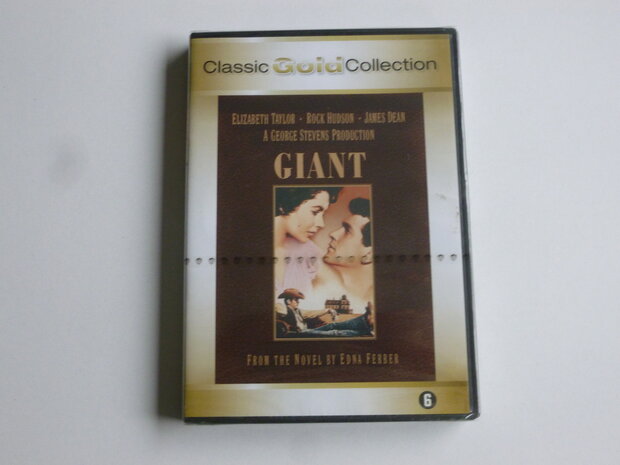 Classic Gold Collection
ELIZABETH TAYLOR · ROCK HUDSON · JAMES DEAN
A GEORGE STEVENS PRODUCTION
GIANT
FROM THE NOVEL BY EDNA FERBER
6